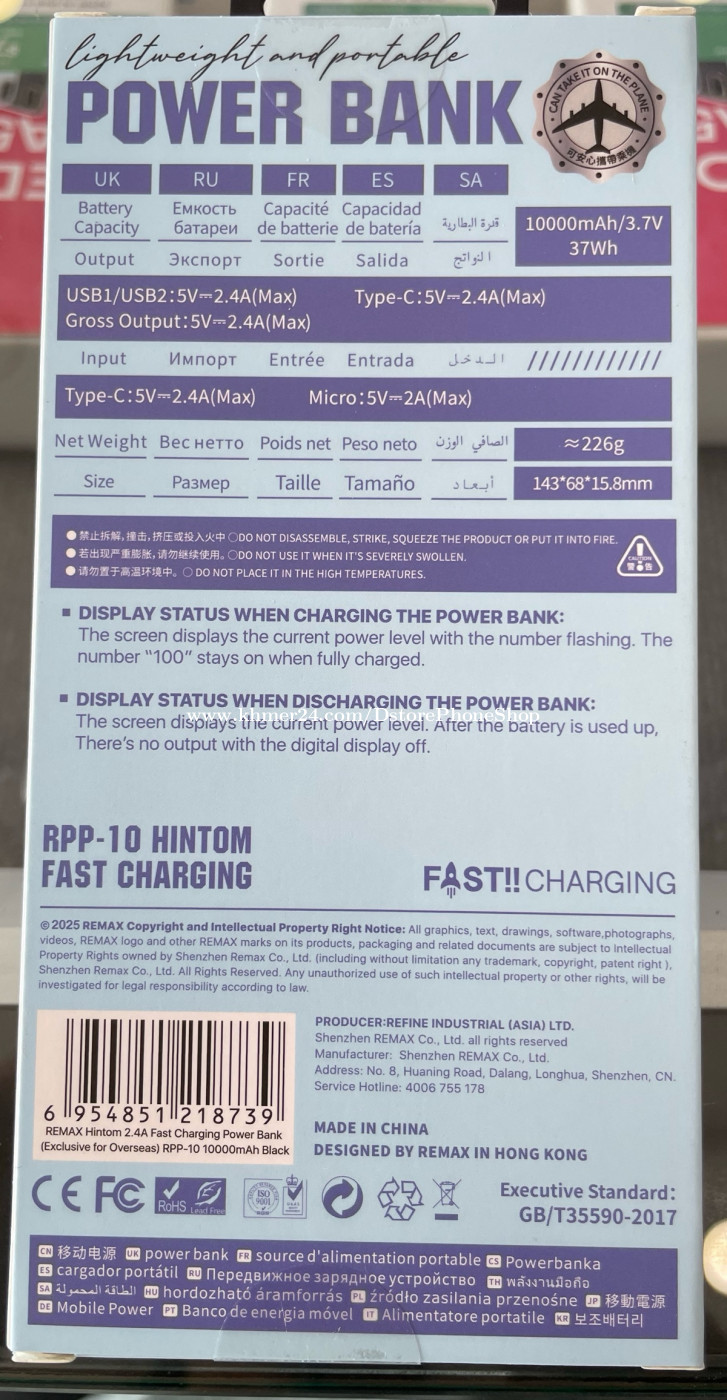 lightweight and portable
POWER BANK
CAN TAKE IT ON THE PLANE
可安心攜帶乘機
UK RU FR ES SA
Battery Capacity Емкость батареи Capacité de batterie Capacidad de batería قدرة البطارية 10000mAh/3.7V 37Wh
Output Экспорт Sortie Salida النواتج
USB1/USB2:5V⎓2.4A(Max) Type-C:5V⎓2.4A(Max)
Gross Output:5V⎓2.4A(Max)
Input Импорт Entrée Entrada الدخل ////////////
Type-C:5V⎓2.4A(Max) Micro:5V⎓2A(Max)
Net Weight Вес нетто Poids net Peso neto الصافي الوزن ≈226g
Size Размер Taille Tamaño أبعاد 143*68*15.8mm
●禁止拆解,撞击,挤压或投入火中 ○DO NOT DISASSEMBLE, STRIKE, SQUEEZE THE PRODUCT OR PUT IT INTO FIRE.
●若出现严重膨胀,请勿继续使用。○DO NOT USE IT WHEN IT'S SEVERELY SWOLLEN.
●请勿置于高温环境中。○ DO NOT PLACE IT IN THE HIGH TEMPERATURES.
CAUTION
警告
▪ DISPLAY STATUS WHEN CHARGING THE POWER BANK:
The screen displays the current power level with the number flashing. The
number “100” stays on when fully charged.
▪ DISPLAY STATUS WHEN DISCHARGING THE POWER BANK:
www.khmer24.com/DstorePhoneShop
The screen displays the current power level. After the battery is used up,
There's no output with the digital display off.
RPP-10 HINTOM
FAST CHARGING
FAST!! CHARGING
©2025 REMAX Copyright and Intellectual Property Right Notice: All graphics, text, drawings, software,photographs,
videos, REMAX logo and other REMAX marks on its products, packaging and related documents are subject to Intellectual
Property Rights owned by Shenzhen Remax Co., Ltd. (including without limitation any trademark, copyright, patent right ),
Shenzhen Remax Co., Ltd. All Rights Reserved. Any unauthorized use of such intellectual property or other rights, will be
investigated for legal responsibility according to law.
6 954851 218739
REMAX Hintom 2.4A Fast Charging Power Bank
(Exclusive for Overseas) RPP-10 10000mAh Black
PRODUCER:REFINE INDUSTRIAL (ASIA) LTD.
Shenzhen REMAX Co., Ltd. all rights reserved
Manufacturer: Shenzhen REMAX Co., Ltd.
Address: No. 8, Huaning Road, Dalang, Longhua, Shenzhen, CN.
Service Hotline: 4006 755 178
MADE IN CHINA
DESIGNED BY REMAX IN HONG KONG
CE FC RoHS Lead Free ISO 9001
Executive Standard:
GB/T35590-2017
CN 移动电源 UK power bank FR source d'alimentation portable CS Powerbanka
ES cargador portátil RU Передвижное зарядное устройство TH พลังงานมือถือ
SA الطاقة المحمولة HU hordozható áramforrás PL źródło zasilania przenośne JP 移動電源
DE Mobile Power PT Banco de energia móvel IT Alimentatore portatile KR 보조배터리